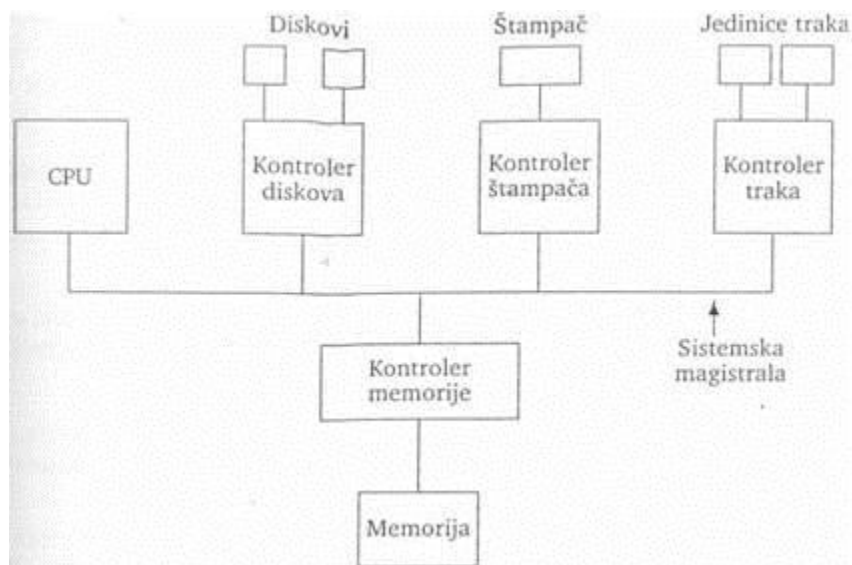 Diskovi
Štampač
Jedinice traka
CPU
Kontroler
diskova
Kontroler
štampača
Kontroler
traka
Sistemska
magistrala
Kontroler
memorije
Memorija